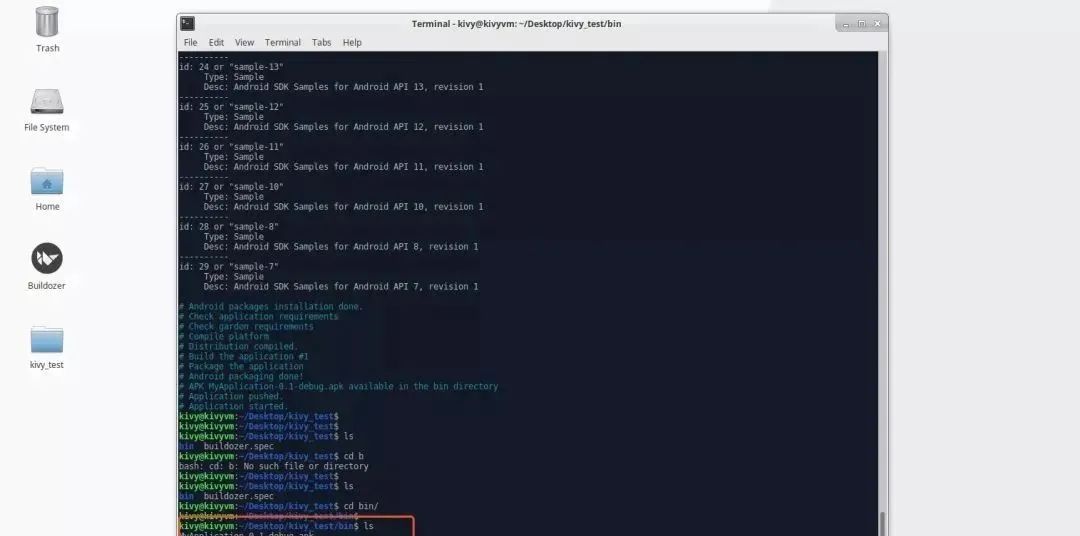 Trash
File System
Home
Buildozer
kivy_test
Terminal - kivy@kivyvm: ~/Desktop/kivy_test/bin
File Edit View Terminal Tabs Help
----------
id: 24 or "sample-13"
Type: Sample
Desc: Android SDK Samples for Android API 13, revision 1
----------
id: 25 or "sample-12"
Type: Sample
Desc: Android SDK Samples for Android API 12, revision 1
----------
id: 26 or "sample-11"
Type: Sample
Desc: Android SDK Samples for Android API 11, revision 1
----------
id: 27 or "sample-10"
Type: Sample
Desc: Android SDK Samples for Android API 10, revision 1
----------
id: 28 or "sample-8"
Type: Sample
Desc: Android SDK Samples for Android API 8, revision 1
----------
id: 29 or "sample-7"
Type: Sample
Desc: Android SDK Samples for Android API 7, revision 1
# Android packages installation done.
# Check application requirements
# Check garden requirements
# Compile platform
# Distribution compiled.
# Build the application #1
# Package the application
# Android packaging done!
# APK MyApplication-0.1-debug.apk available in the bin directory
# Application pushed.
# Application started.
kivy@kivyvm:~/Desktop/kivy_test$
kivy@kivyvm:~/Desktop/kivy_test$
kivy@kivyvm:~/Desktop/kivy_test$ ls
bin buildozer.spec
kivy@kivyvm:~/Desktop/kivy_test$ cd b
bash: cd: b: No such file or directory
kivy@kivyvm:~/Desktop/kivy_test$
kivy@kivyvm:~/Desktop/kivy_test$ ls
bin buildozer.spec
kivy@kivyvm:~/Desktop/kivy_test$ cd bin/
kivy@kivyvm:~/Desktop/kivy_test/bin$
kivy@kivyvm:~/Desktop/kivy_test/bin$ ls
MyApplication-0.1-debug.apk